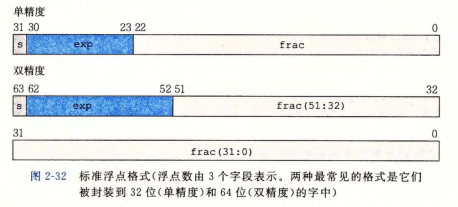 单精度
31 30 23 22 0
s exp frac
双精度
63 62 52 51 32
s exp frac(51:32)
31 0
frac(31:0)
图 2-32 标准浮点格式(浮点数由 3 个字段表示。两种最常见的格式是它们
被封装到 32 位(单精度)和 64 位(双精度)的字中)